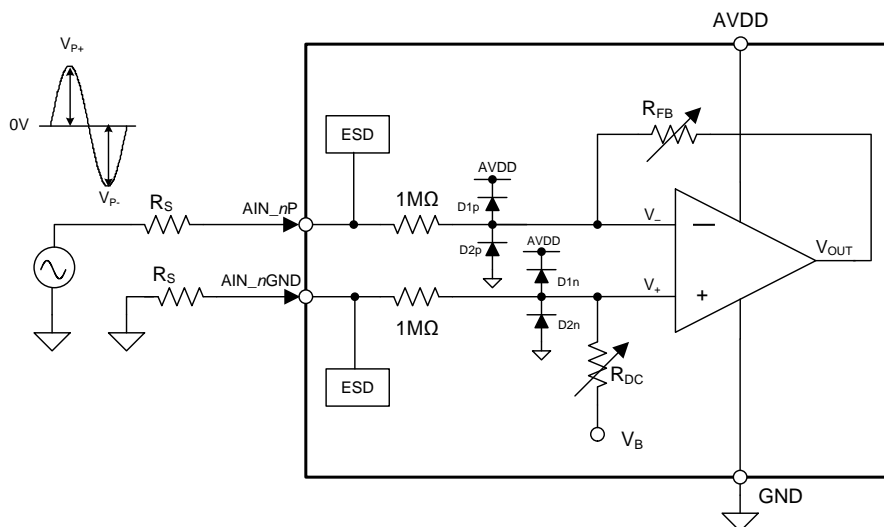 AVDD
VP+
0V
VP-
RFB
ESD
AVDD
1MΩ
D1p
RS
AIN_nP
V–
D2p
AVDD
VOUT
RS
AIN_nGND
D1n
V+
1MΩ
D2n
ESD
RDC
VB
GND